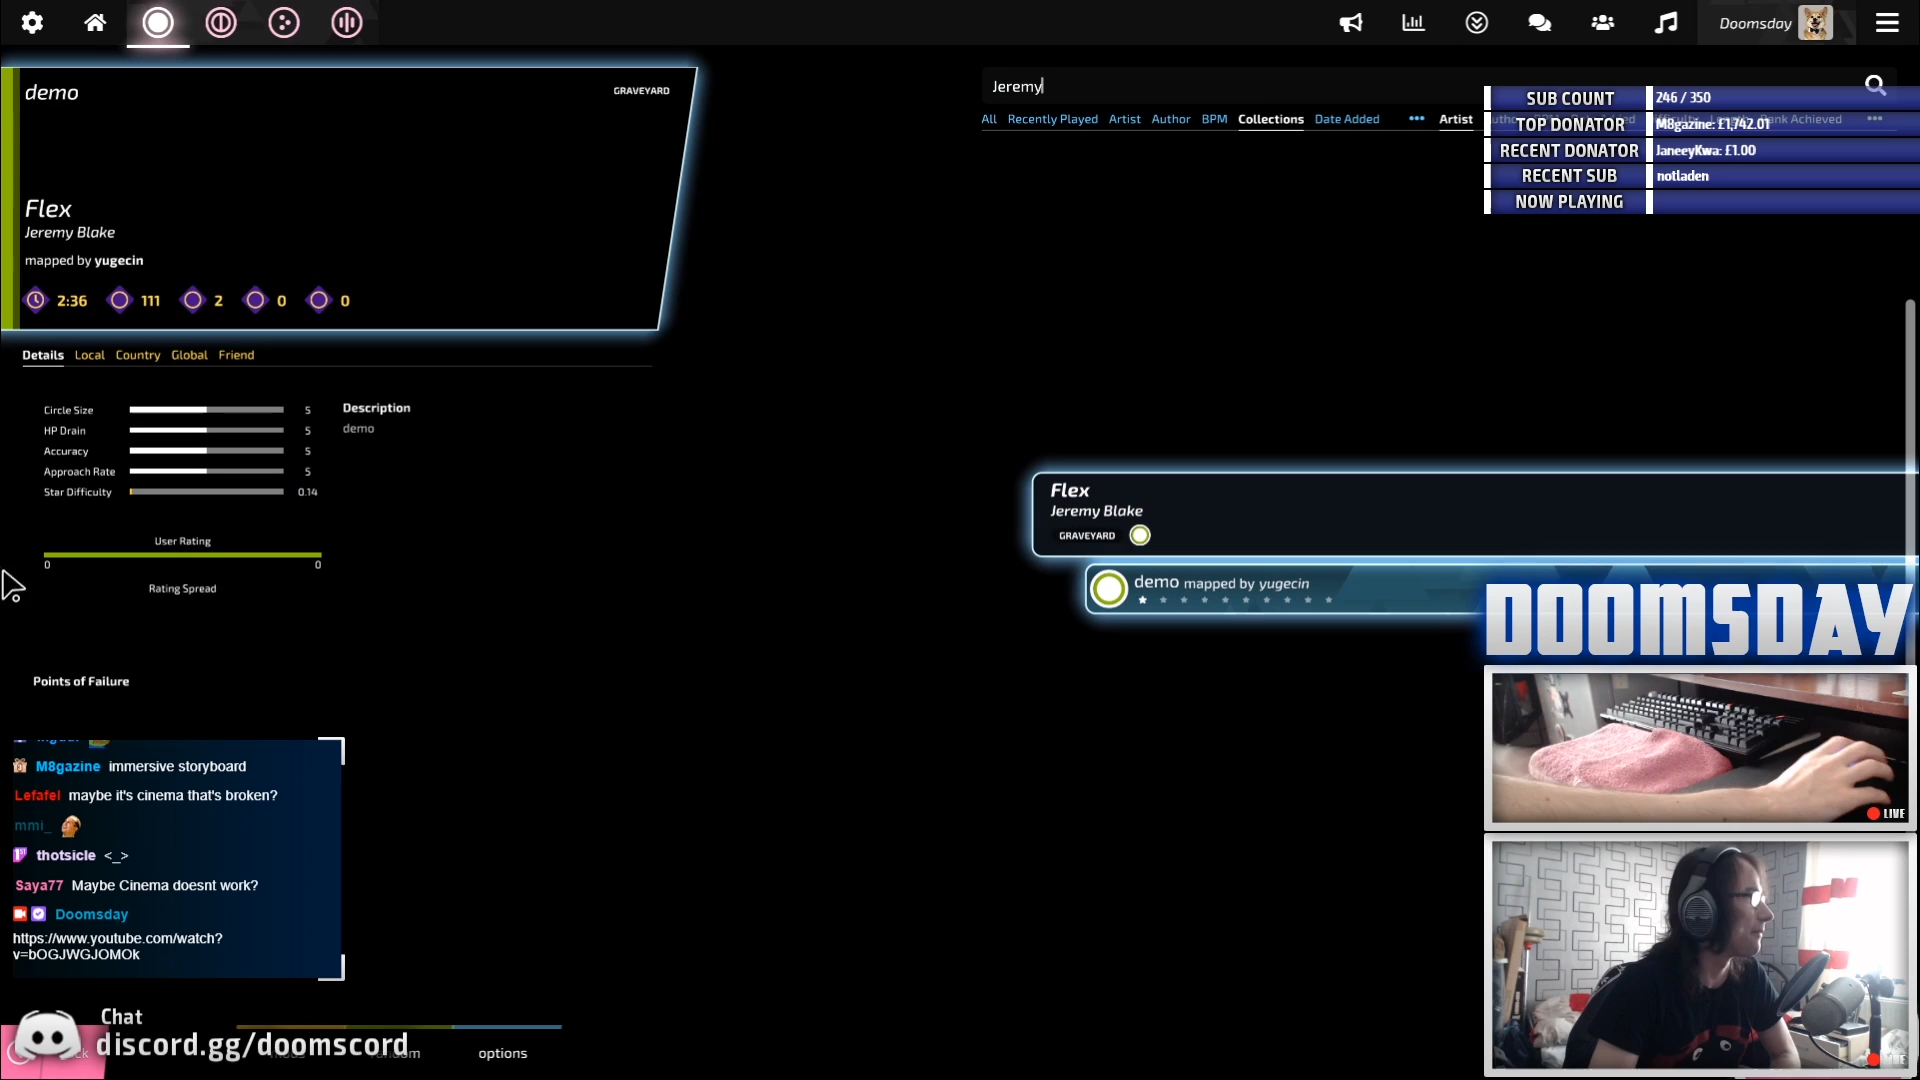 Doomsday
demo
GRAVEYARD
Flex
Jeremy Blake
mapped by yugecin
2:36 111 2 0 0
Details Local Country Global Friend
Circle Size 5
HP Drain 5
Accuracy 5
Approach Rate 5
Star Difficulty 0.14
Description
demo
User Rating
0 0
Rating Spread
Points of Failure
Jeremy
All Recently Played Artist Author BPM Collections Date Added ••• Artist
Rank Achieved •••
SUB COUNT 246 / 350
TOP DONATOR M8gazine: £1,742.01
RECENT DONATOR JaneeyKwa: £1.00
RECENT SUB notladen
NOW PLAYING
Flex
Jeremy Blake
GRAVEYARD
demo mapped by yugecin
DOOMSDAY
LIVE
M8gazine immersive storyboard
Lefafel maybe it's cinema that's broken?
mmi_
thotsicle <_>
Saya77 Maybe Cinema doesnt work?
Doomsday
https://www.youtube.com/watch?
v=bOGJWGJOMOk
Chat
discord.gg/doomscord
options